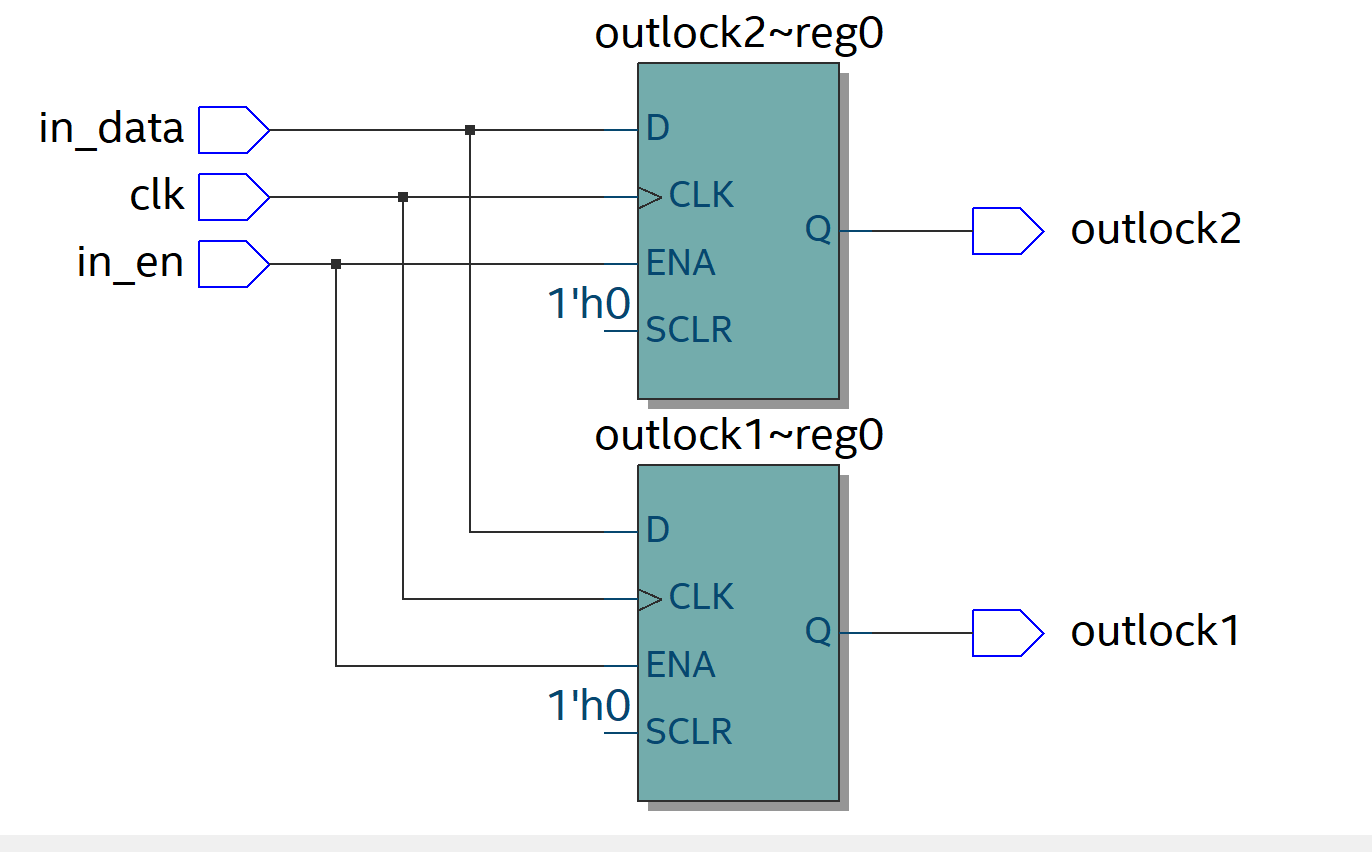 outlock2~reg0
in_data
D
clk
CLK
Q
outlock2
in_en
ENA
1'h0
SCLR
outlock1~reg0
D
CLK
Q
outlock1
ENA
1'h0
SCLR